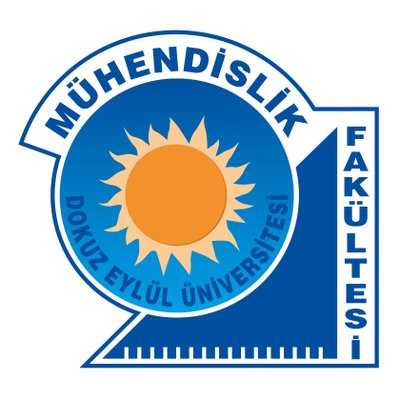 MÜHENDİSLİK
FAKÜLTESİ
DOKUZ EYLÜL ÜNİVERSİTESİ